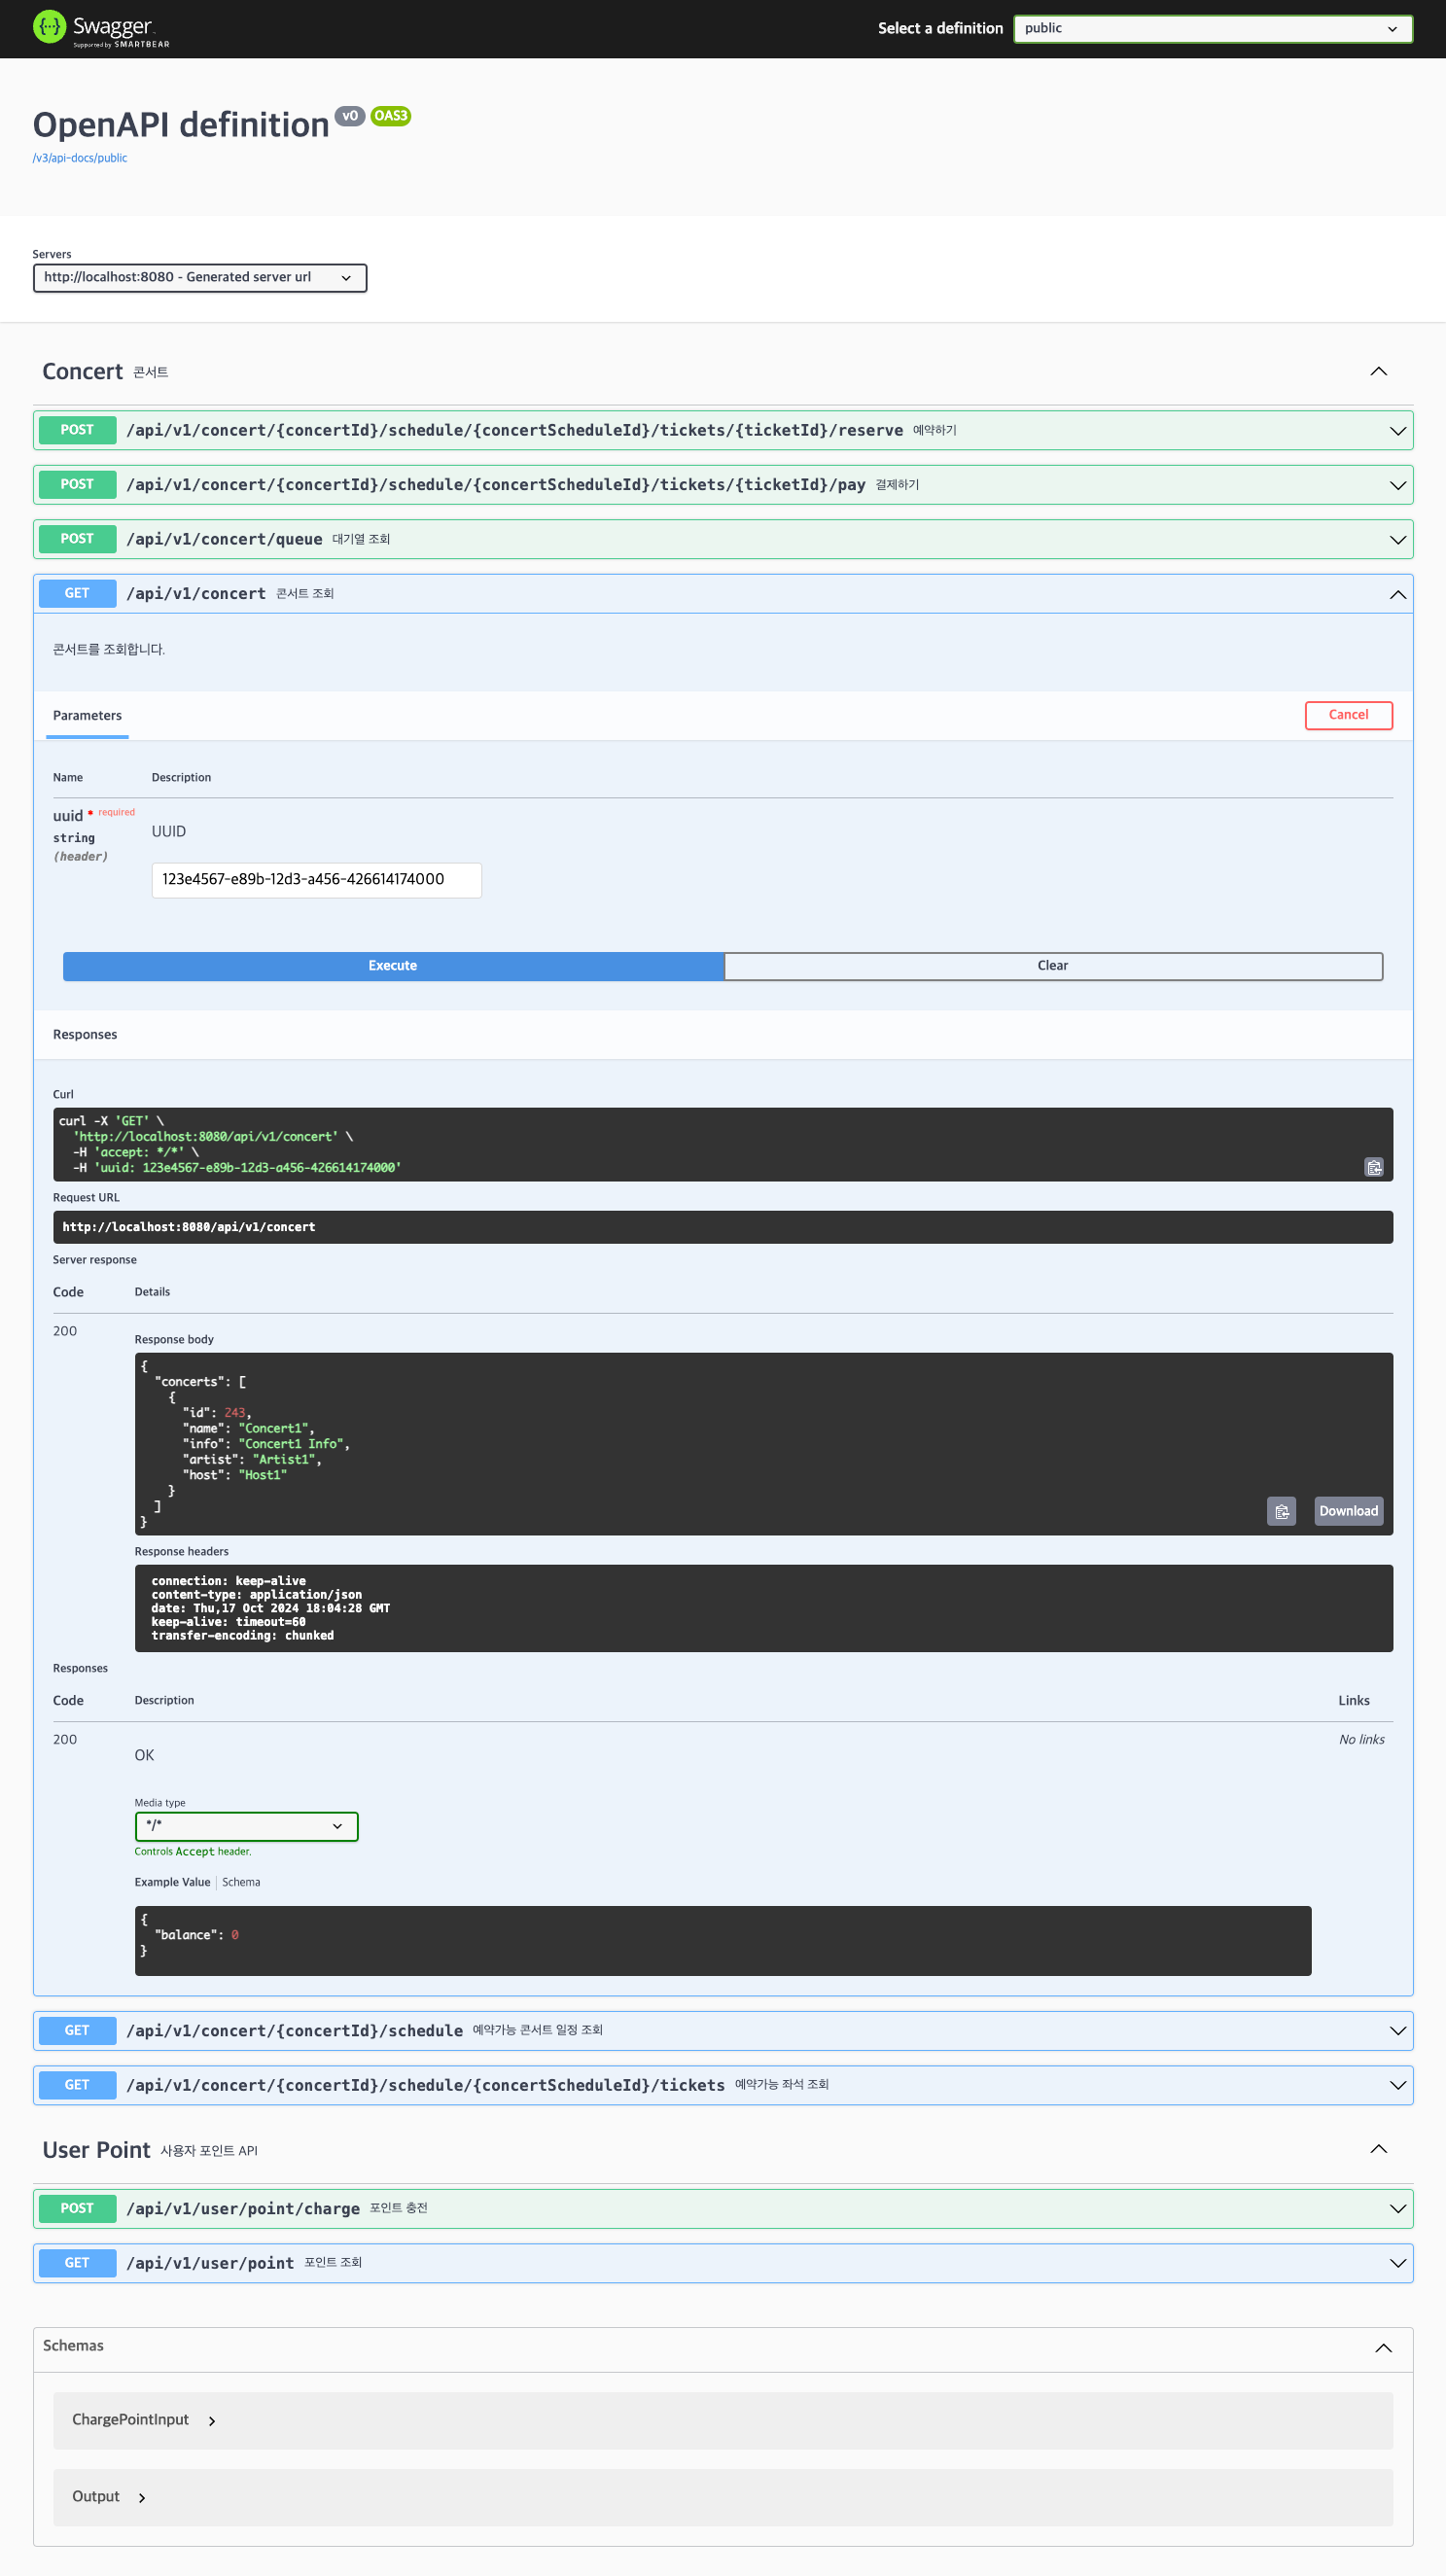 Swagger.
Supported by SMARTBEAR
Select a definition
public
OpenAPI definition v0 OAS3
/v3/api-docs/public
Servers
http://localhost:8080 - Generated server url
Concert 콘서트
POST /api/v1/concert/{concertId}/schedule/{concertScheduleId}/tickets/{ticketId}/reserve 예약하기
POST /api/v1/concert/{concertId}/schedule/{concertScheduleId}/tickets/{ticketId}/pay 결제하기
POST /api/v1/concert/queue 대기열 조회
GET /api/v1/concert 콘서트 조회
콘서트를 조회합니다.
Parameters
Cancel
Name Description
uuid * required
string
(header)
UUID
123e4567-e89b-12d3-a456-426614174000
Execute Clear
Responses
Curl
curl -X 'GET' \
'http://localhost:8080/api/v1/concert' \
-H 'accept: */*' \
-H 'uuid: 123e4567-e89b-12d3-a456-426614174000'
Request URL
http://localhost:8080/api/v1/concert
Server response
Code Details
200
Response body
{
"concerts": [
{
"id": 243,
"name": "Concert1",
"info": "Concert1 Info",
"artist": "Artist1",
"host": "Host1"
}
]
}
Download
Response headers
connection: keep-alive
content-type: application/json
date: Thu,17 Oct 2024 18:04:28 GMT
keep-alive: timeout=60
transfer-encoding: chunked
Responses
Code Description Links
200
OK
No links
Media type
*/*
Controls Accept header.
Example Value Schema
{
"balance": 0
}
GET /api/v1/concert/{concertId}/schedule 예약가능 콘서트 일정 조회
GET /api/v1/concert/{concertId}/schedule/{concertScheduleId}/tickets 예약가능 좌석 조회
User Point 사용자 포인트 API
POST /api/v1/user/point/charge 포인트 충전
GET /api/v1/user/point 포인트 조회
Schemas
ChargePointInput
Output